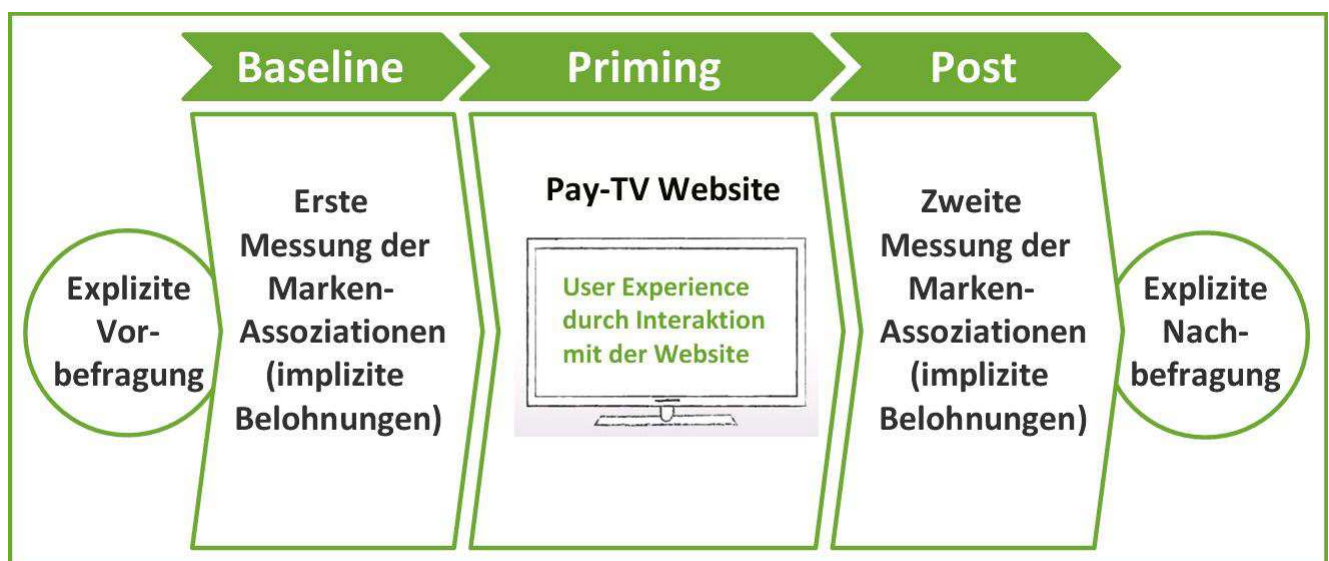 Baseline
Priming
Post
Explizite
Vor-
befragung
Erste
Messung der
Marken-
Assoziationen
(implizite
Belohnungen)
Pay-TV Website
User Experience
durch Interaktion
mit der Website
Zweite
Messung der
Marken-
Assoziationen
(implizite
Belohnungen)
Explizite
Nach-
befragung